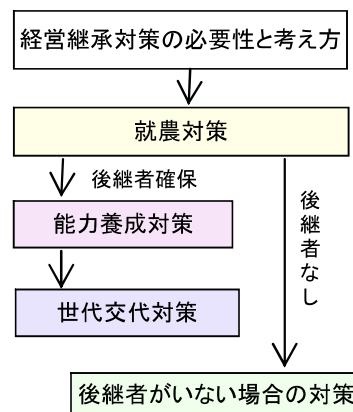 経営継承対策の必要性と考え方
就農対策
後継者確保
後継者なし
能力養成対策
世代交代対策
後継者がいない場合の対策